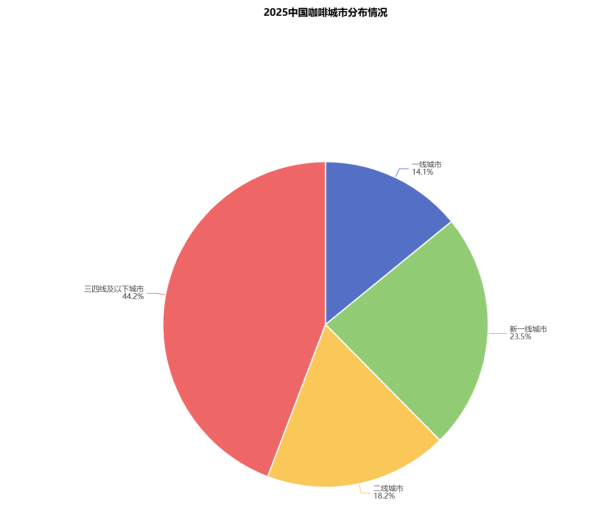 2025中国咖啡城市分布情况
一线城市
14.1%
三四线及以下城市
44.2%
新一线城市
23.5%
二线城市
18.2%